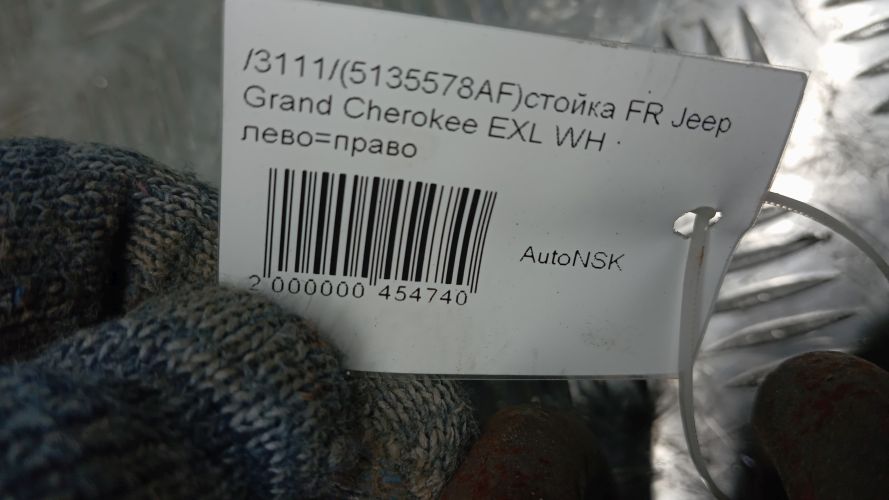 /3111/(5135578AF)стойка FR Jeep
Grand Cherokee EXL WH
лево=право
AutoNSK
2 000000 454740